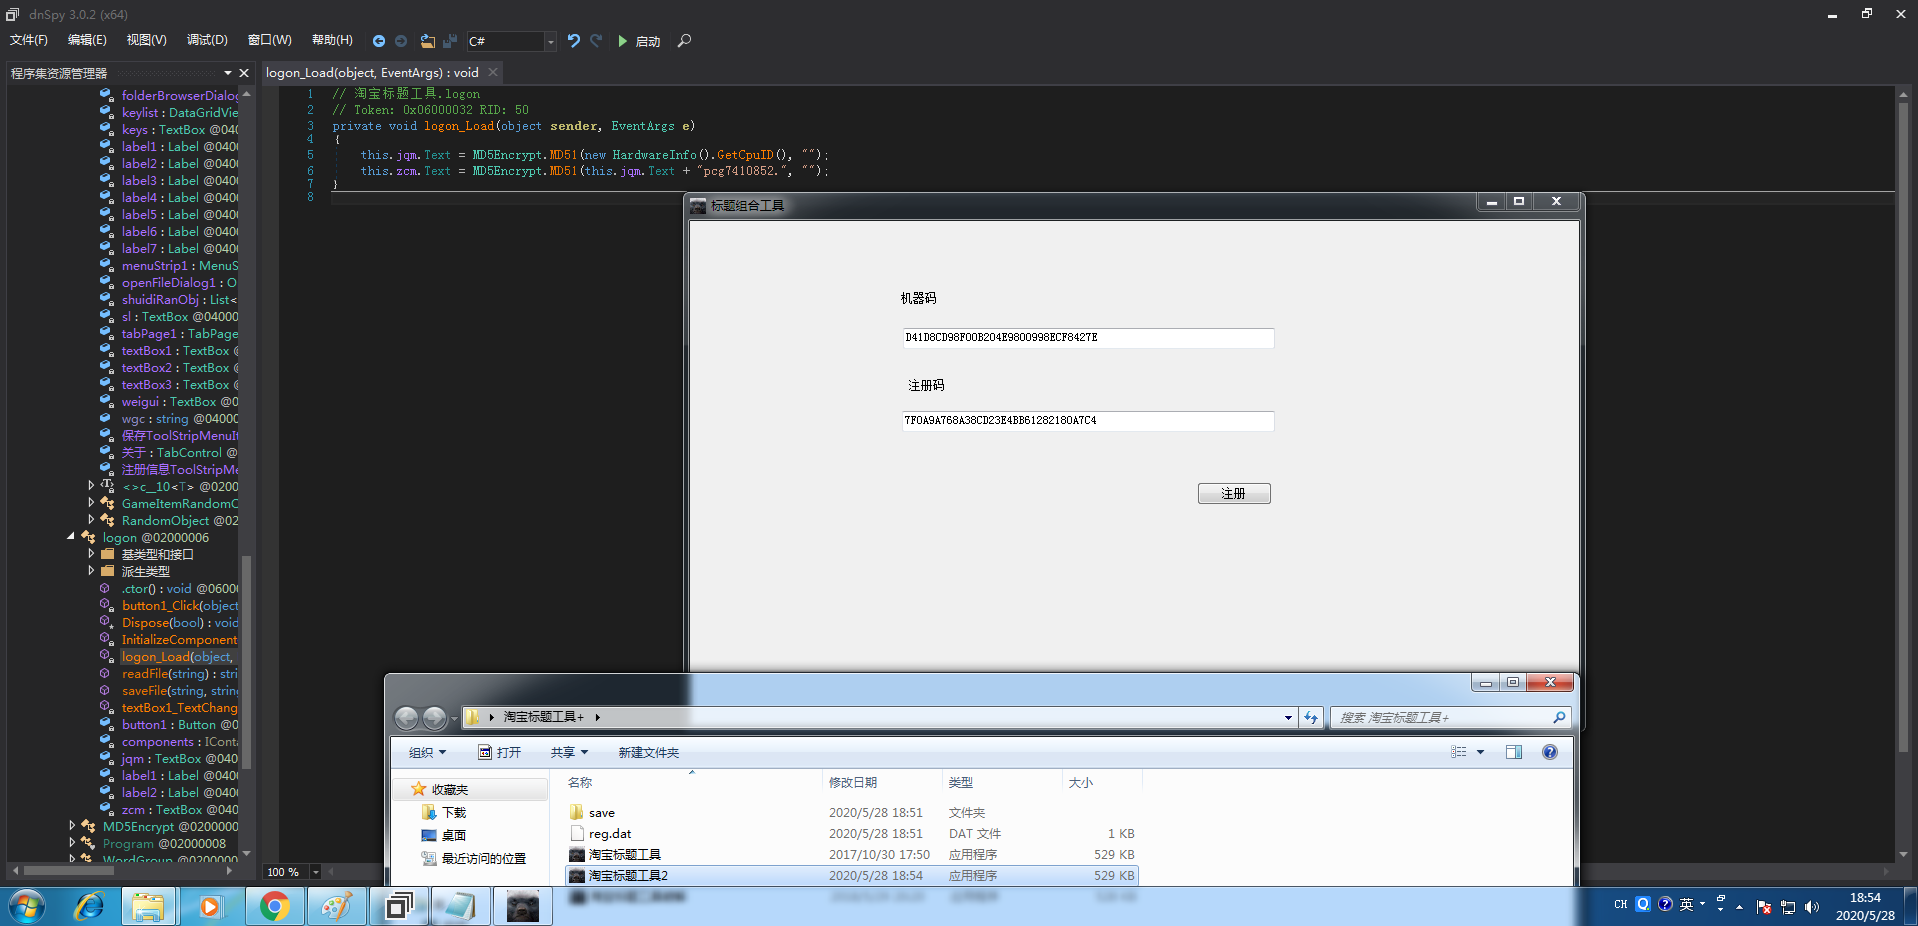 dnSpy 3.0.2 (x64)
文件(F) 编辑(E) 视图(V) 调试(D) 窗口(W) 帮助(H) C# 启动
程序集资源管理器
folderBrowserDialog
keylist : DataGridVie
keys : TextBox @040
label1 : Label @040
label2 : Label @040
label3 : Label @040
label4 : Label @040
label5 : Label @040
label6 : Label @040
label7 : Label @040
menuStrip1 : MenuS
openFileDialog1 : O
shuidiRanObj : List<
sl : TextBox @04000
tabPage1 : TabPage
textBox1 : TextBox
textBox2 : TextBox
textBox3 : TextBox
weigui : TextBox @0
wgc : string @04000
保存ToolStripMenuIt
关于 : TabControl @
注册信息ToolStripMe
<>c__10<T> @0200
GameItemRandomC
RandomObject @02
logon @02000006
基类型和接口
派生类型
.ctor() : void @0600
button1_Click(object
Dispose(bool) : void
InitializeComponent
logon_Load(object,
readFile(string) : stri
saveFile(string, string
textBox1_TextChang
button1 : Button @0
components : IConta
jqm : TextBox @040
label1 : Label @040
label2 : Label @040
zcm : TextBox @040
MD5Encrypt @0200000
Program @02000008
WordGroup @0200000
logon_Load(object, EventArgs) : void
1 // 淘宝标题工具.logon
2 // Token: 0x06000032 RID: 50
3 private void logon_Load(object sender, EventArgs e)
4 {
5 this.jqm.Text = MD5Encrypt.MD51(new HardwareInfo().GetCpuID(), "");
6 this.zcm.Text = MD5Encrypt.MD51(this.jqm.Text + "pcg7410852.", "");
7 }
8
100 %
标题组合工具
机器码
D41D8CD98F00B204E9800998ECF8427E
注册码
7F0A9A768A38CD23E4BB61282180A7C4
注册
淘宝标题工具+
搜索 淘宝标题工具+
组织 打开 共享 新建文件夹
收藏夹
下载
桌面
最近访问的位置
名称 修改日期 类型 大小
save 2020/5/28 18:51 文件夹
reg.dat 2020/5/28 18:51 DAT 文件 1 KB
淘宝标题工具 2017/10/30 17:50 应用程序 529 KB
淘宝标题工具2 2020/5/28 18:54 应用程序 529 KB
CH 英
18:54
2020/5/28